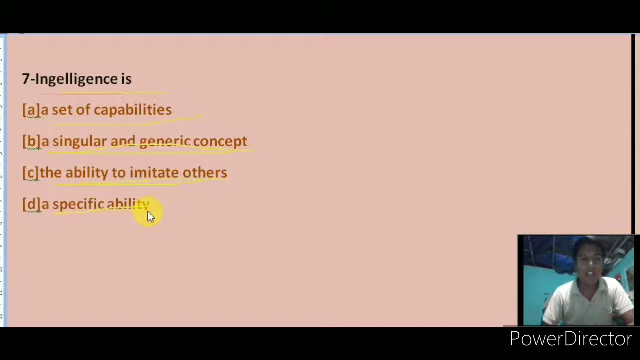 7-Ingelligence is
[a]a set of capabilities
[b]a singular and generic concept
[c]the ability to imitate others
[d]a specific ability
PowerDirector